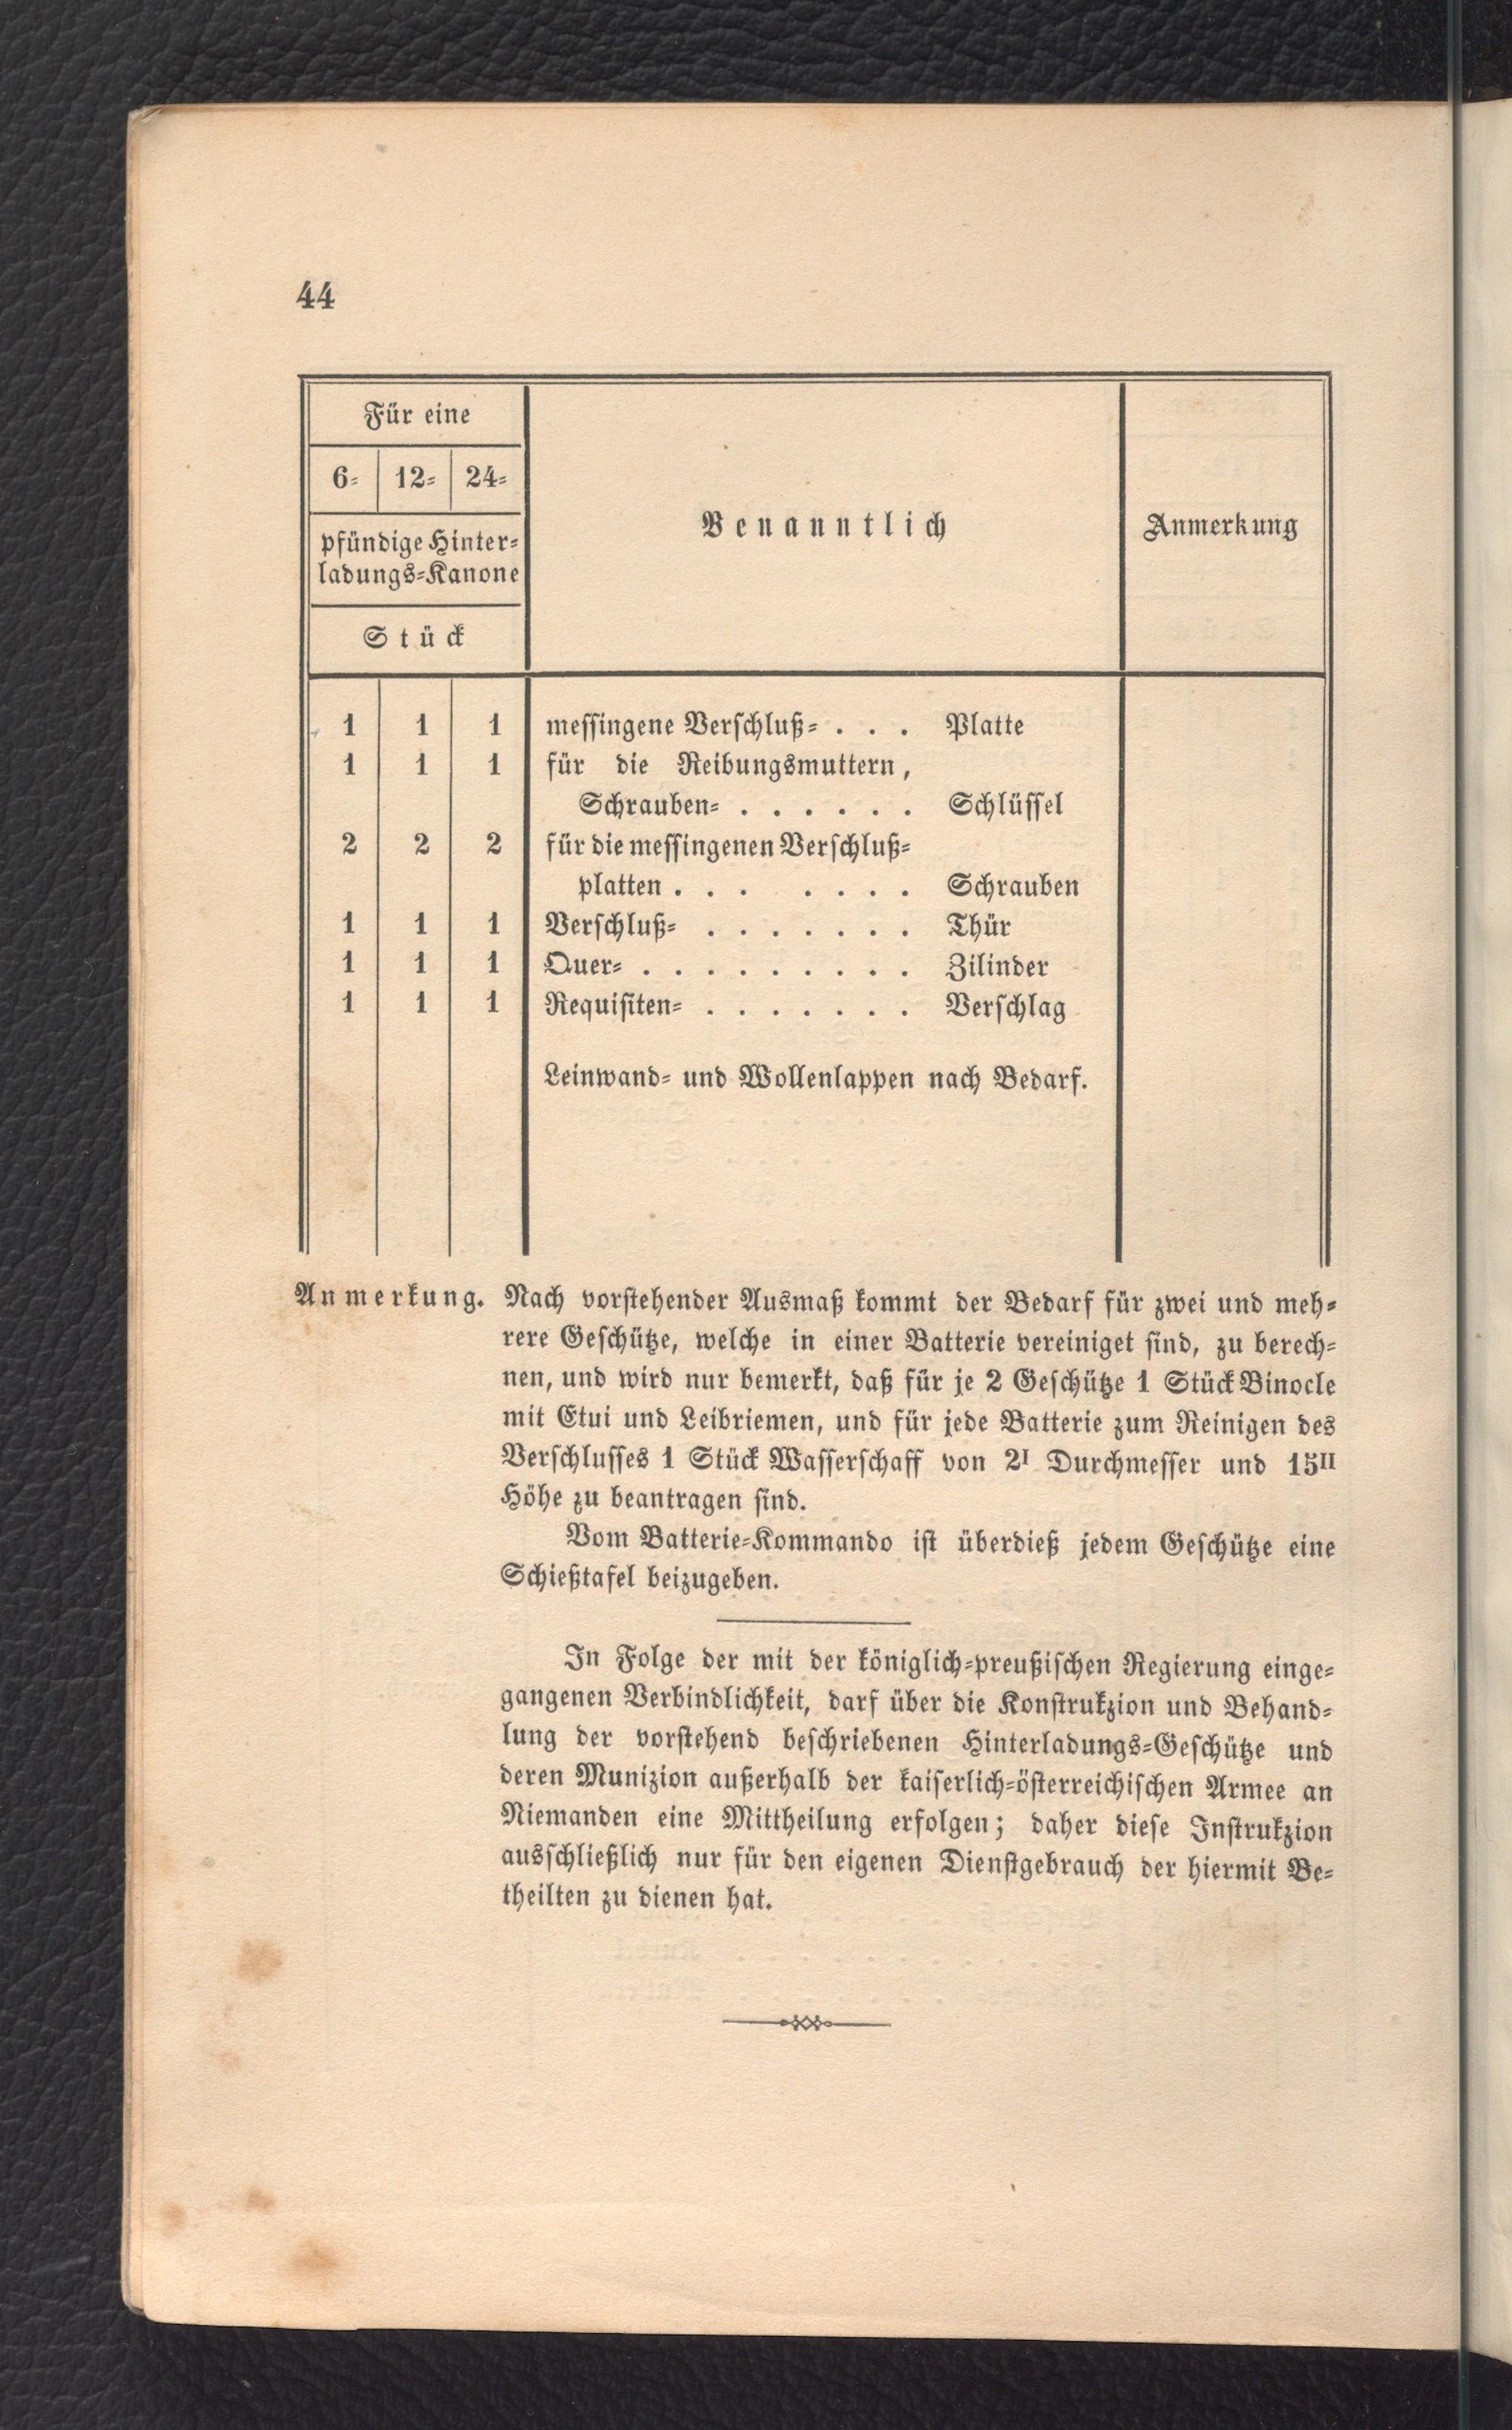 44
Für eine
6- 12- 24-
pfündige Hinter-
ladungs-Kanone
Stück
Benanntlich
Anmerkung
1 1 1 messingene Verschluß- . . . Platte
1 1 1 für die Reibungsmuttern,
Schrauben- . . . . . . Schlüssel
2 2 2 für die messingenen Verschluß-
platten . . . . . . . Schrauben
1 1 1 Verschluß- . . . . . . . Thür
1 1 1 Quer- . . . . . . . . . Zilinder
1 1 1 Requisiten- . . . . . . . Verschlag
Leinwand- und Wollenlappen nach Bedarf.
Anmerkung. Nach vorstehender Ausmaß kommt der Bedarf für zwei und meh-
rere Geschütze, welche in einer Batterie vereiniget sind, zu berech-
nen, und wird nur bemerkt, daß für je 2 Geschütze 1 Stück Binocle
mit Etui und Leibriemen, und für jede Batterie zum Reinigen des
Verschlusses 1 Stück Wasserschaff von 2I Durchmesser und 15II
Höhe zu beantragen sind.
Vom Batterie-Kommando ist überdieß jedem Geschütze eine
Schießtafel beizugeben.
In Folge der mit der königlich-preußischen Regierung einge-
gangenen Verbindlichkeit, darf über die Konstrukzion und Behand-
lung der vorstehend beschriebenen Hinterladungs-Geschütze und
deren Munizion außerhalb der kaiserlich-österreichischen Armee an
Niemanden eine Mittheilung erfolgen; daher diese Instrukzion
ausschließlich nur für den eigenen Dienstgebrauch der hiermit Be-
theilten zu dienen hat.